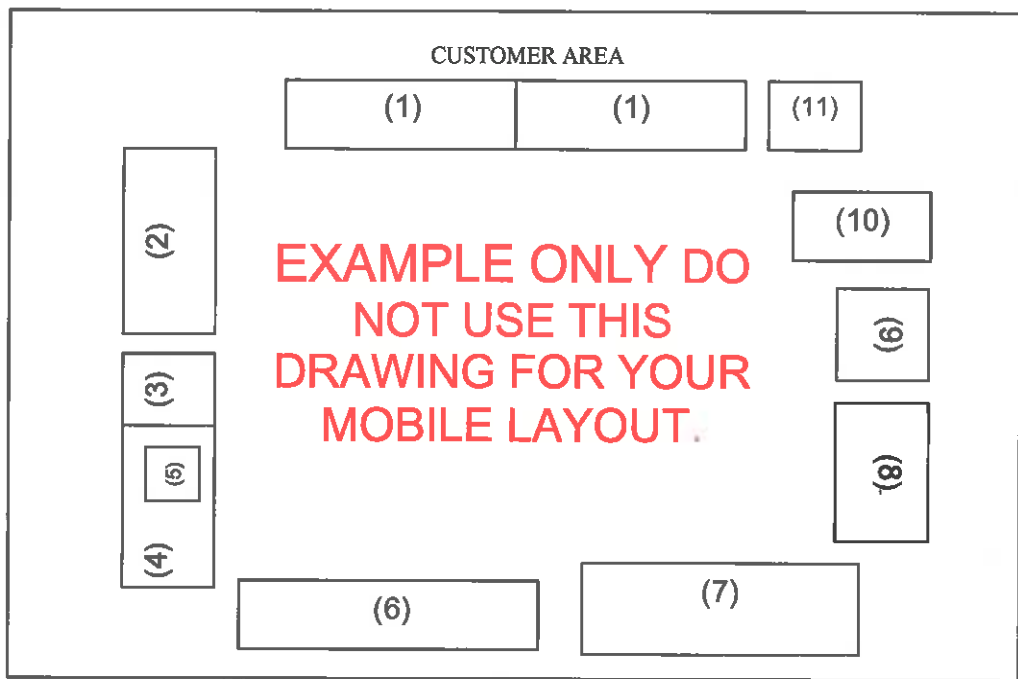 CUSTOMER AREA
(1) (1) (11)
(2)
(10)
EXAMPLE ONLY DO
NOT USE THIS
DRAWING FOR YOUR
MOBILE LAYOUT.
(9)
(3)
(8)
(5)
(4)
(6)
(7)